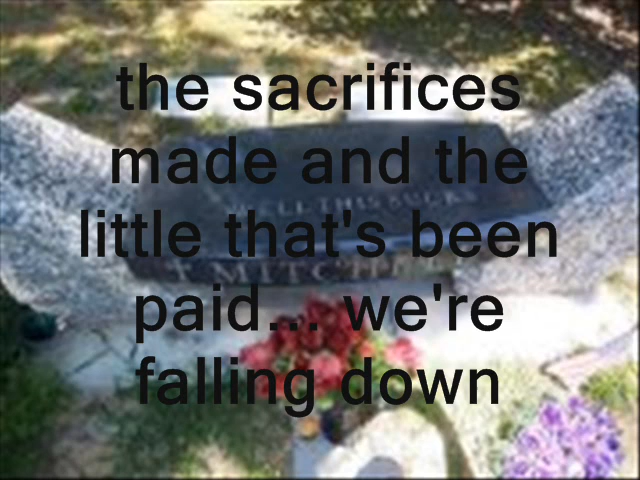 the sacrifices
made and the
little that's been
paid... we're
falling down